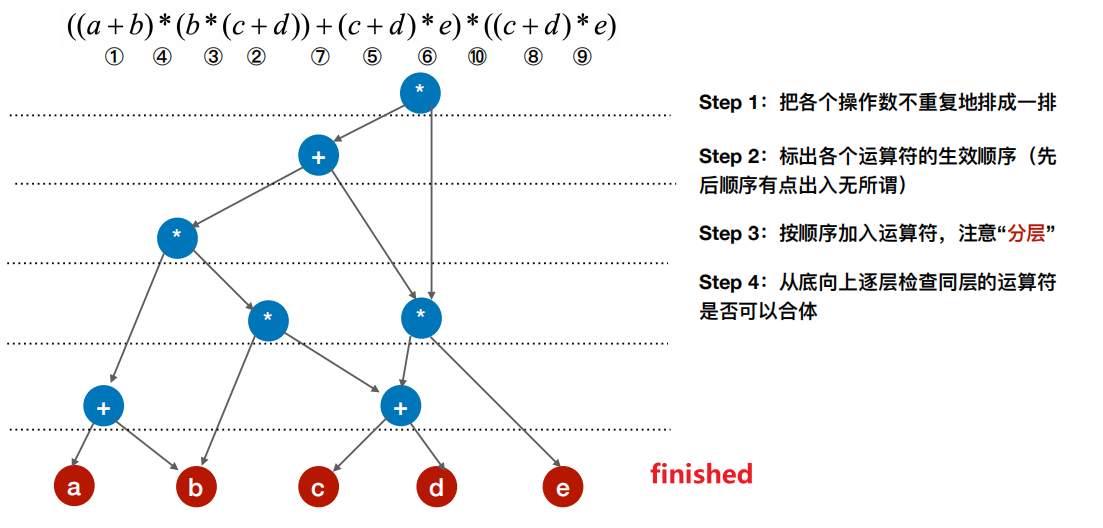 ((a+b)*(b*(c+d))+(c+d)*e)*((c+d)*e)
① ④ ③ ② ⑦ ⑤ ⑥ ⑩ ⑧ ⑨
*
+
*
*
*
+
+
a
b
c
d
e
Step 1：把各个操作数不重复地排成一排
Step 2：标出各个运算符的生效顺序（先
后顺序有点出入无所谓）
Step 3：按顺序加入运算符，注意“分层”
Step 4：从底向上逐层检查同层的运算符
是否可以合体
finished